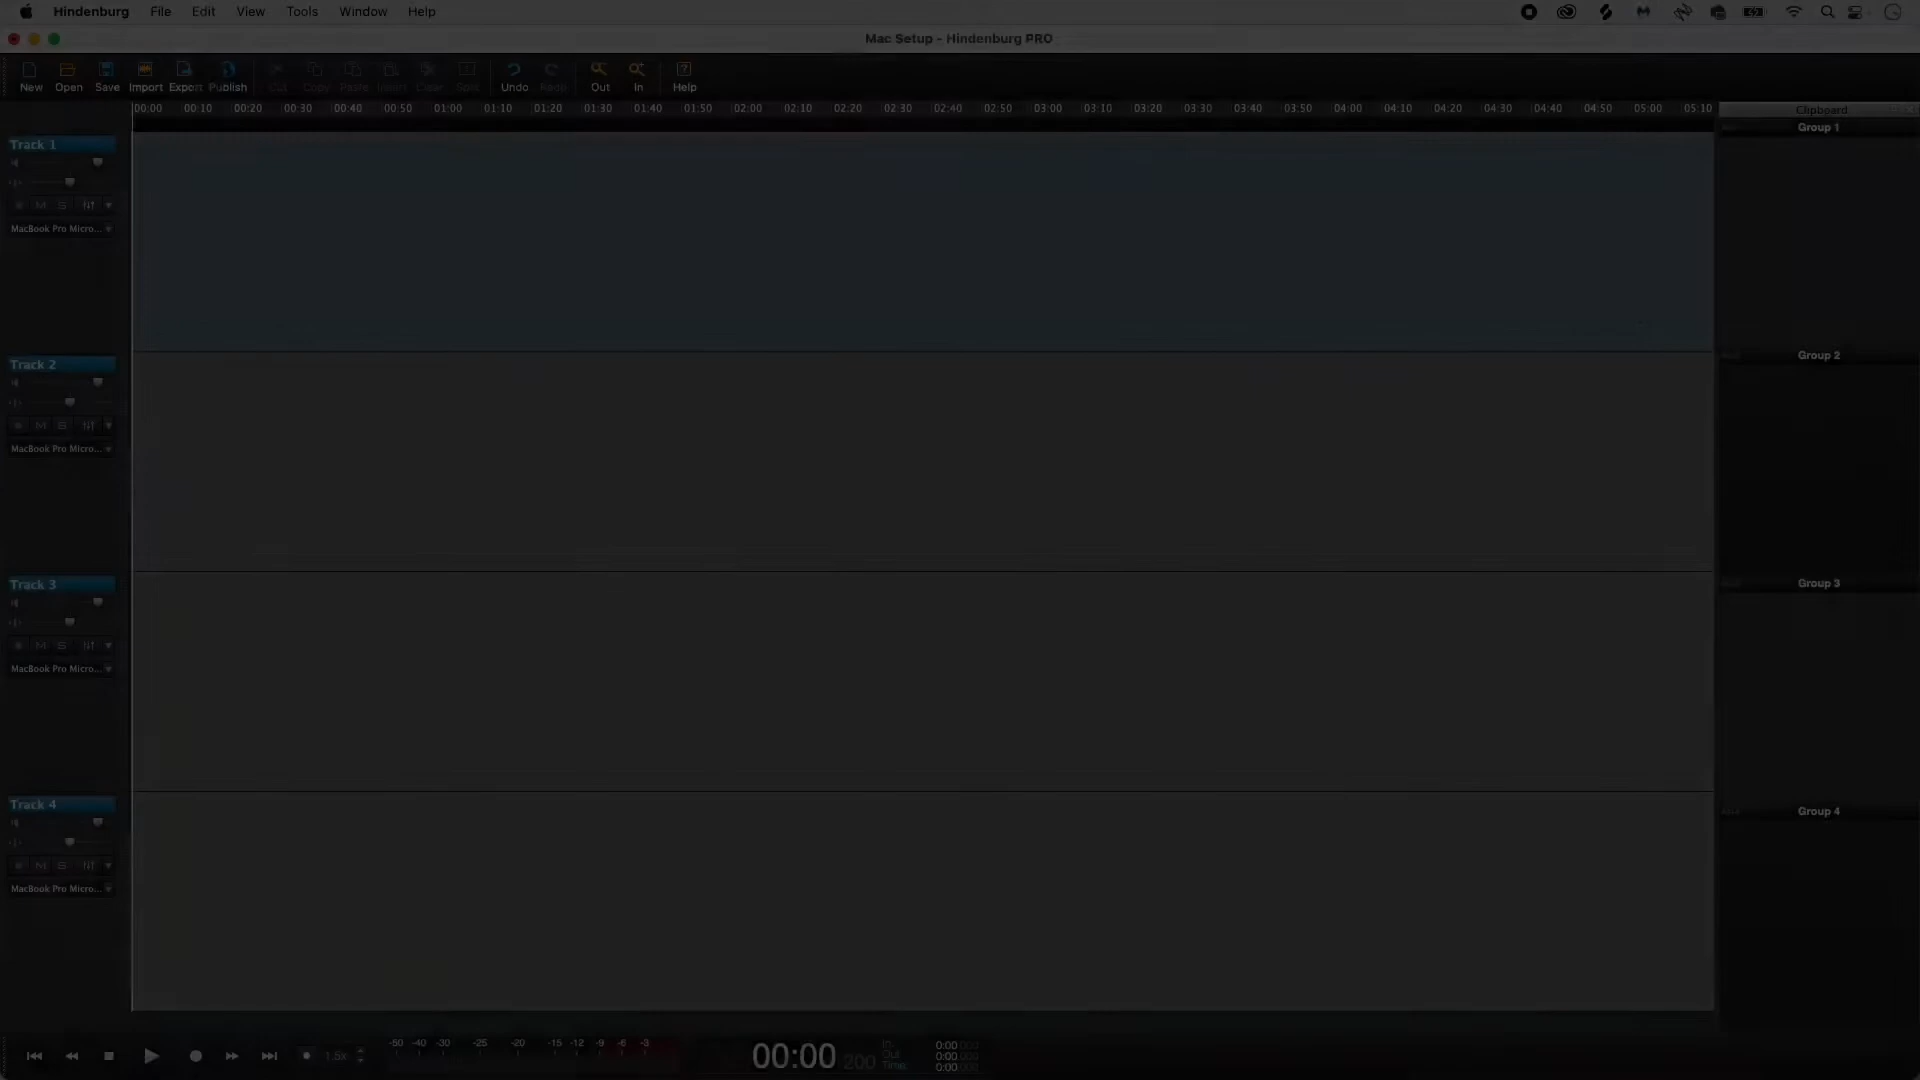 Hindenburg File Edit View Tools Window Help
Mac Setup - Hindenburg PRO
New Open Save Import Export Publish Cut Copy Paste Insert Clear Split Undo Redo Out In Help
00:00 00:10 00:20 00:30 00:40 00:50 01:00 01:10 01:20 01:30 01:40 01:50 02:00 02:10 02:20 02:30 02:40 02:50 03:00 03:10 03:20 03:30 03:40 03:50 04:00 04:10 04:20 04:30 04:40 04:50 05:00 05:10
Clipboard
Group 1
Track 1
M S
MacBook Pro Micro...
Group 2
Track 2
M S
MacBook Pro Micro...
Group 3
Track 3
M S
MacBook Pro Micro...
Group 4
Track 4
M S
MacBook Pro Micro...
1.5x
-50 -40 -30 -25 -20 -15 -12 -9 -6 -3
00:00 200
In: 0:00 000
Out: 0:00 000
Time: 0:00 000